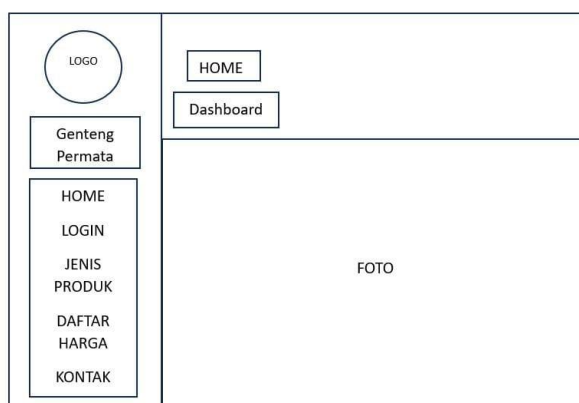 LOGO
Genteng
Permata
HOME
LOGIN
JENIS
PRODUK
DAFTAR
HARGA
KONTAK
HOME
Dashboard
FOTO